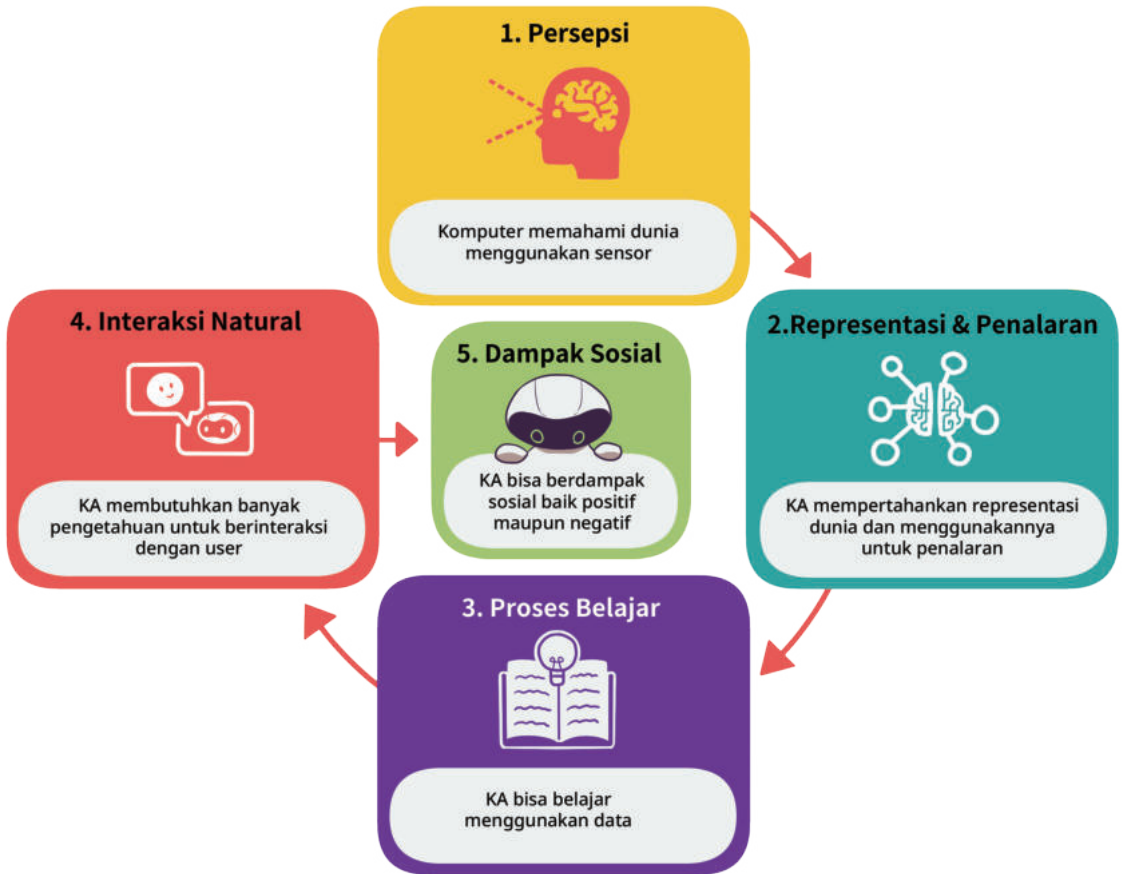 1. Persepsi
Komputer memahami dunia
menggunakan sensor
2.Representasi & Penalaran
KA mempertahankan representasi
dunia dan menggunakannya
untuk penalaran
3. Proses Belajar
KA bisa belajar
menggunakan data
4. Interaksi Natural
KA membutuhkan banyak
pengetahuan untuk berinteraksi
dengan user
5. Dampak Sosial
KA bisa berdampak
sosial baik positif
maupun negatif